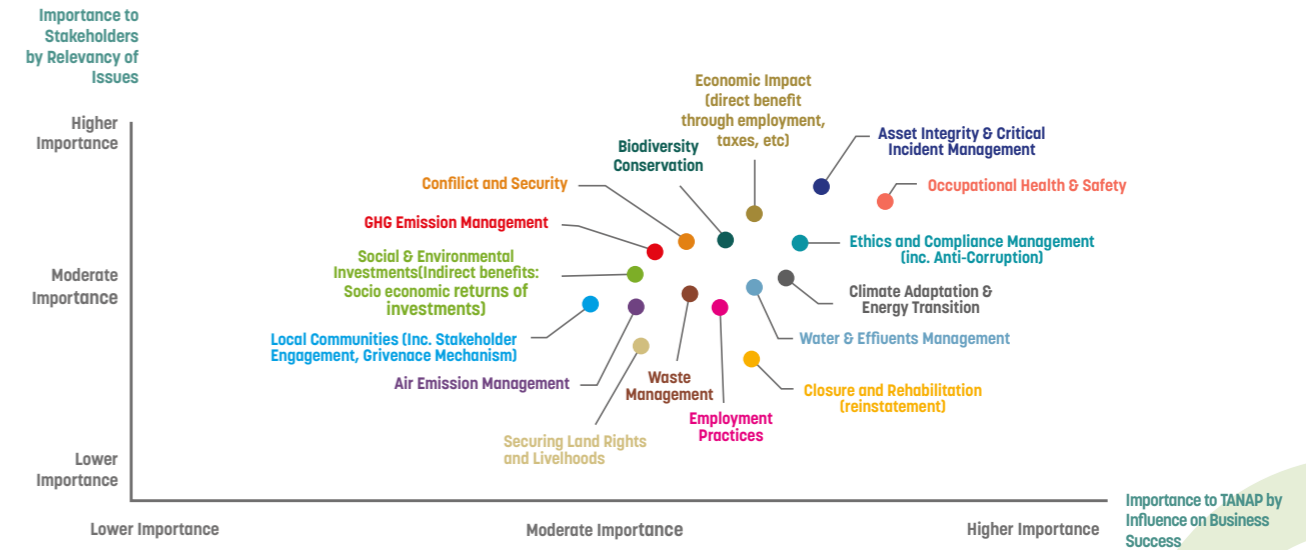 Importance to
Stakeholders
by Relevancy of
Issues
Higher
Importance
Moderate
Importance
Lower
Importance
Economic Impact
(direct benefit
through employment,
taxes, etc)
Biodiversity
Conservation
Asset Integrity & Critical
Incident Management
Confilict and Security
Occupational Health & Safety
GHG Emission Management
Ethics and Compliance Management
(inc. Anti-Corruption)
Social & Environmental
Investments(Indirect benefits:
Socio economic returns of
investments)
Climate Adaptation &
Energy Transition
Local Communities (Inc. Stakeholder
Engagement, Grivenace Mechanism)
Water & Effiuents Management
Air Emission Management
Waste
Management
Closure and Rehabilitation
(reinstatement)
Employment
Practices
Securing Land Rights
and Livelhoods
Lower Importance
Moderate Importance
Higher Importance
Importance to TANAP by
Influence on Business
Success